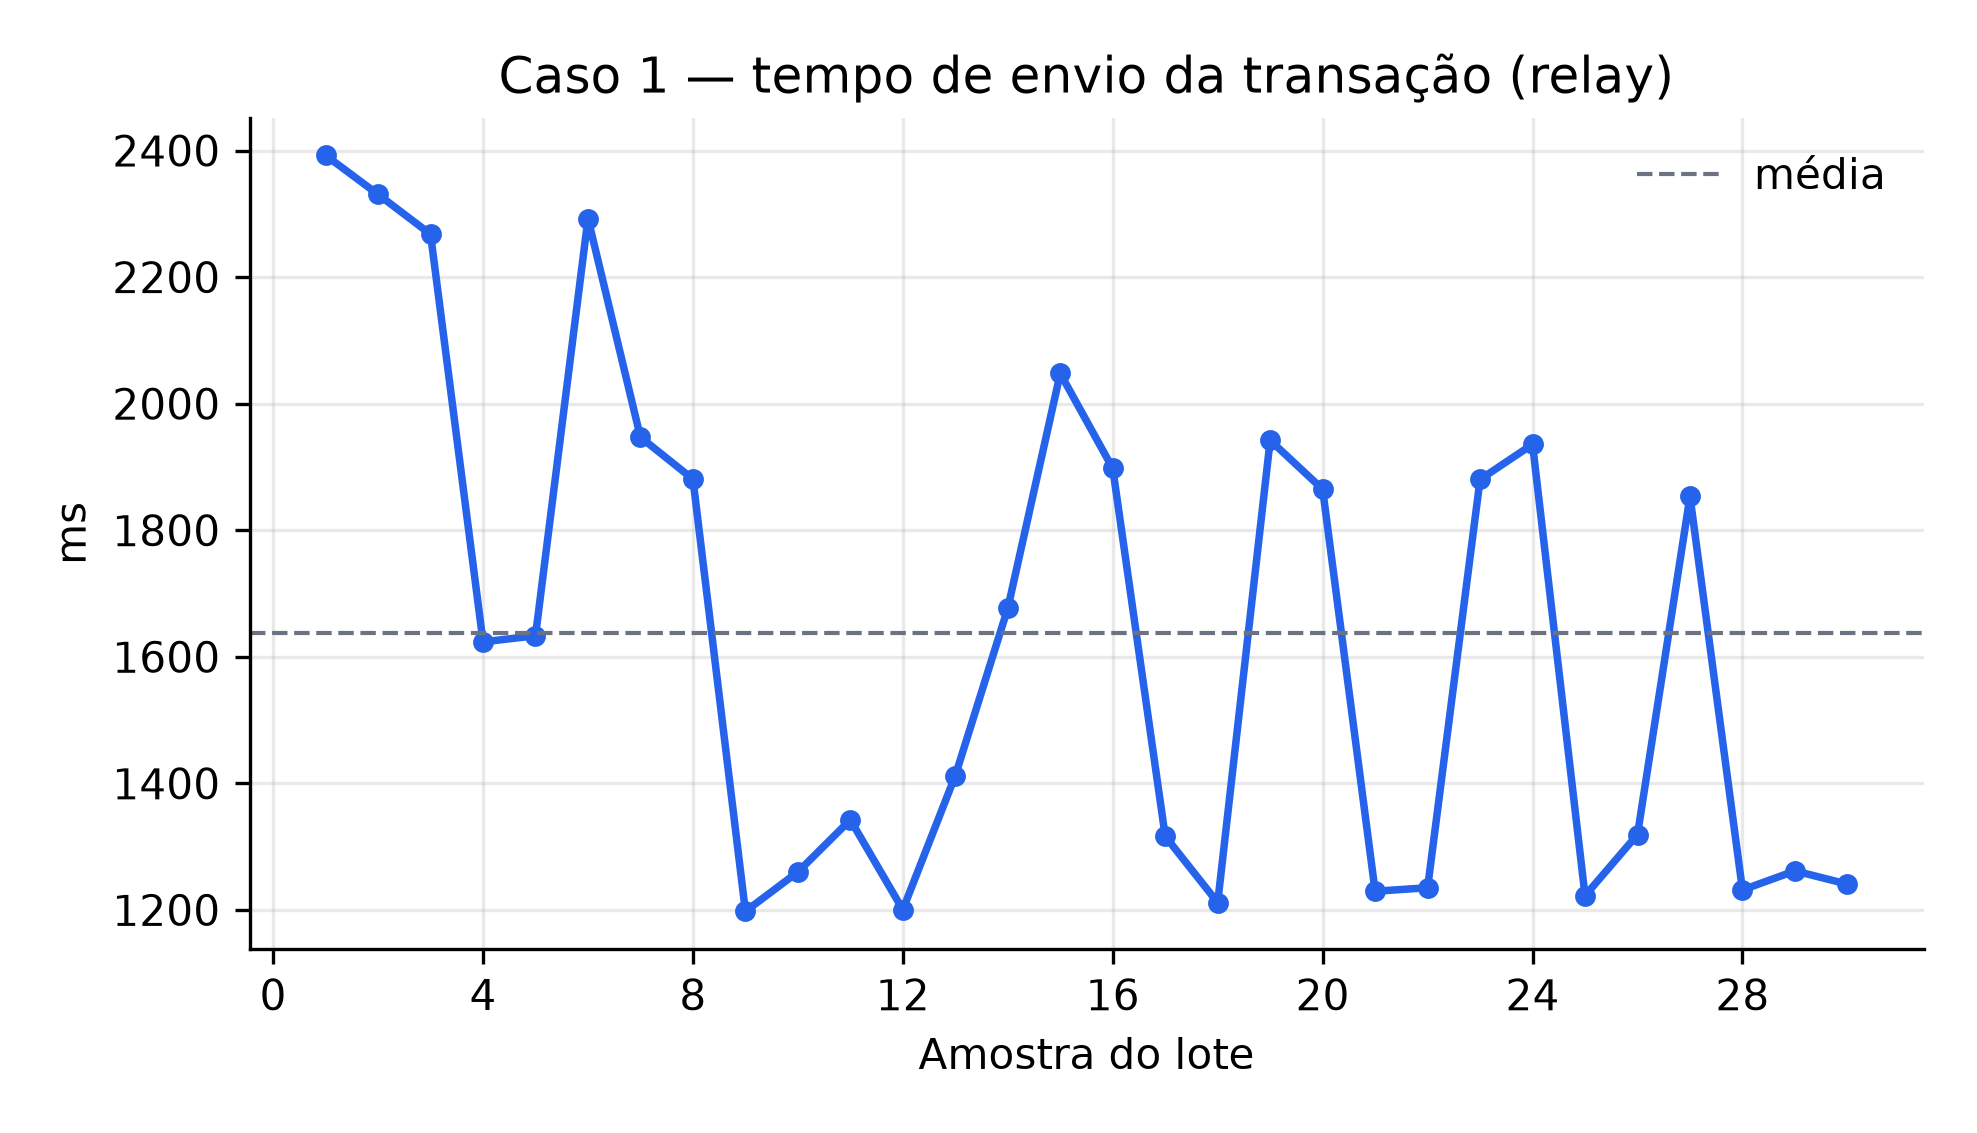 Caso 1 — tempo de envio da transação (relay)
média
2400
2200
2000
1800
1600
1400
1200
ms
0 4 8 12 16 20 24 28
Amostra do lote